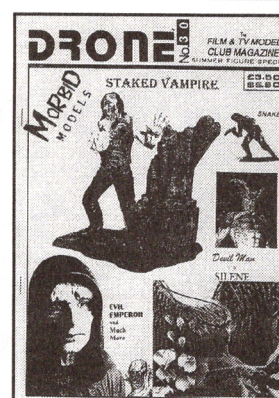 DRONE
No.30
The
FILM & TV MODEL
CLUB MAGAZINE
SUMMER FIGURE SPEC
MORBID
MODELS
STAKED VAMPIRE
SNAKE
Devil Man
SILENE
EVIL
EMPEROR
and
Much
More